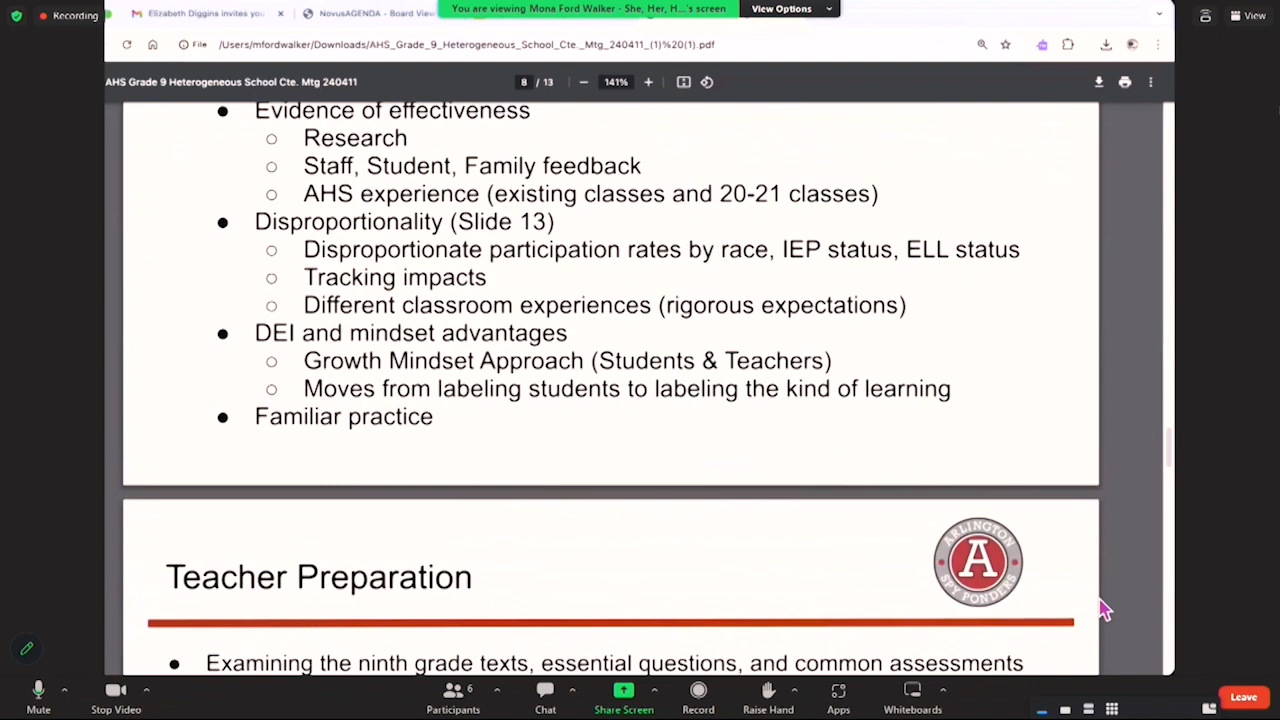 You are viewing Mona Ford Walker - She, Her, H...'s screen
View Options
Recording
Elizabeth Diggins invites you
NovusAGENDA - Board View
View
File
/Users/mfordwalker/Downloads/AHS_Grade_9_Heterogeneous_School_Cte._Mtg_240411_(1)%20(1).pdf
AHS Grade 9 Heterogeneous School Cte. Mtg 240411
8 / 13
141%
● Evidence of effectiveness
○ Research
○ Staff, Student, Family feedback
○ AHS experience (existing classes and 20-21 classes)
● Disproportionality (Slide 13)
○ Disproportionate participation rates by race, IEP status, ELL status
○ Tracking impacts
○ Different classroom experiences (rigorous expectations)
● DEI and mindset advantages
○ Growth Mindset Approach (Students & Teachers)
○ Moves from labeling students to labeling the kind of learning
● Familiar practice
ARLINGTON
A
SPY PONDERS
Teacher Preparation
● Examining the ninth grade texts, essential questions, and common assessments
Mute
Stop Video
Participants
6
Chat
Share Screen
Record
Raise Hand
Apps
Whiteboards
Leave